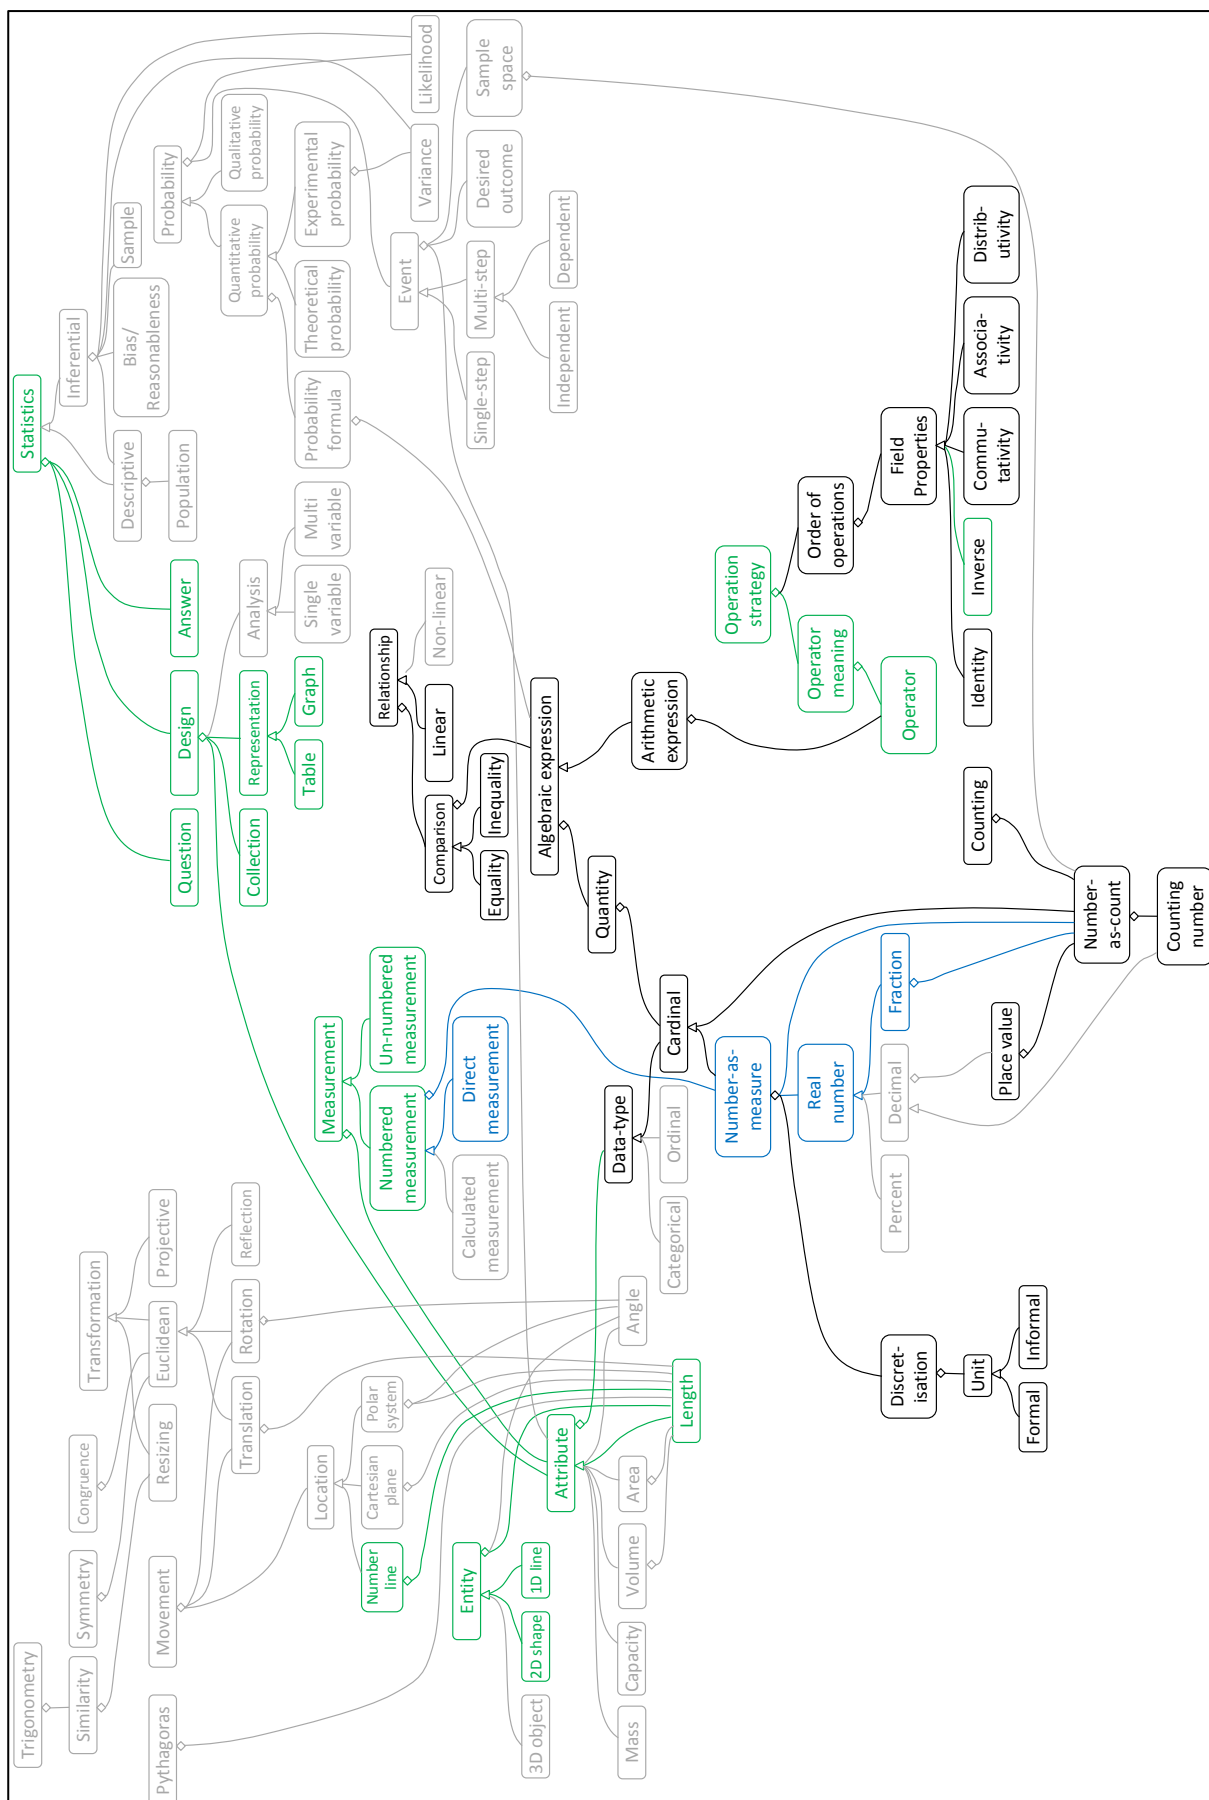 Trigonometry
Similarity
Symmetry
Congruence
Transformation
Pythagoras
Movement
Resizing
Euclidean
Projective
Translation
Rotation
Reflection
Location
Number
line
Cartesian
plane
Polar
system
Entity
3D object
2D shape
1D line
Attribute
Mass
Capacity
Volume
Area
Angle
Length
Measurement
Numbered
measurement
Un-numbered
measurement
Calculated
measurement
Direct
measurement
Statistics
Inferential
Descriptive
Bias/
Reasonableness
Sample
Population
Question
Design
Answer
Collection
Representation
Analysis
Table
Graph
Single
variable
Multi
variable
Probability
Quantitative
probability
Qualitative
probability
Probability
formula
Theoretical
probability
Experimental
probability
Likelihood
Variance
Event
Single-step
Multi-step
Desired
outcome
Sample
space
Independent
Dependent
Relationship
Linear
Non-linear
Comparison
Equality
Inequality
Algebraic expression
Quantity
Arithmetic
expression
Data-type
Cardinal
Categorical
Ordinal
Number-as-
measure
Real
number
Percent
Decimal
Fraction
Discret-
isation
Unit
Formal
Informal
Place value
Counting
Number-
as-count
Counting
number
Operation
strategy
Operator
meaning
Order of
operations
Operator
Field
Properties
Identity
Inverse
Commu-
tativity
Associa-
tivity
Distrib-
utivity